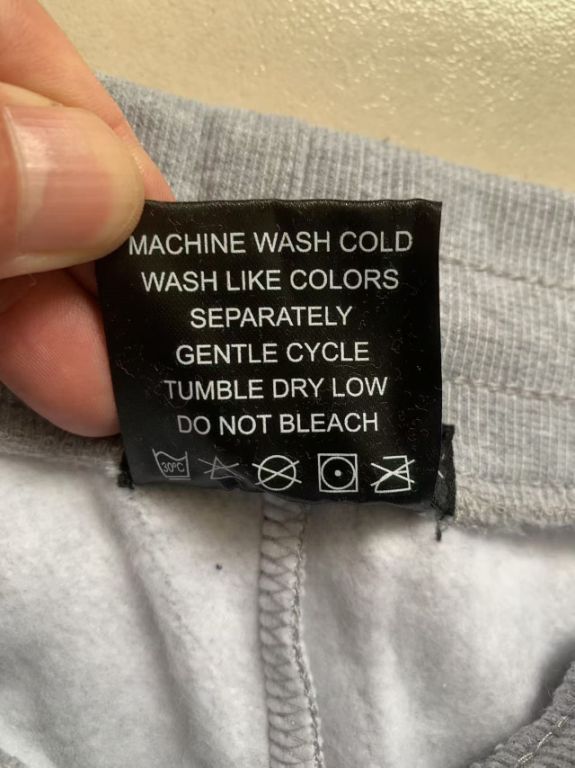 MACHINE WASH COLD
WASH LIKE COLORS
SEPARATELY
GENTLE CYCLE
TUMBLE DRY LOW
DO NOT BLEACH
30°C